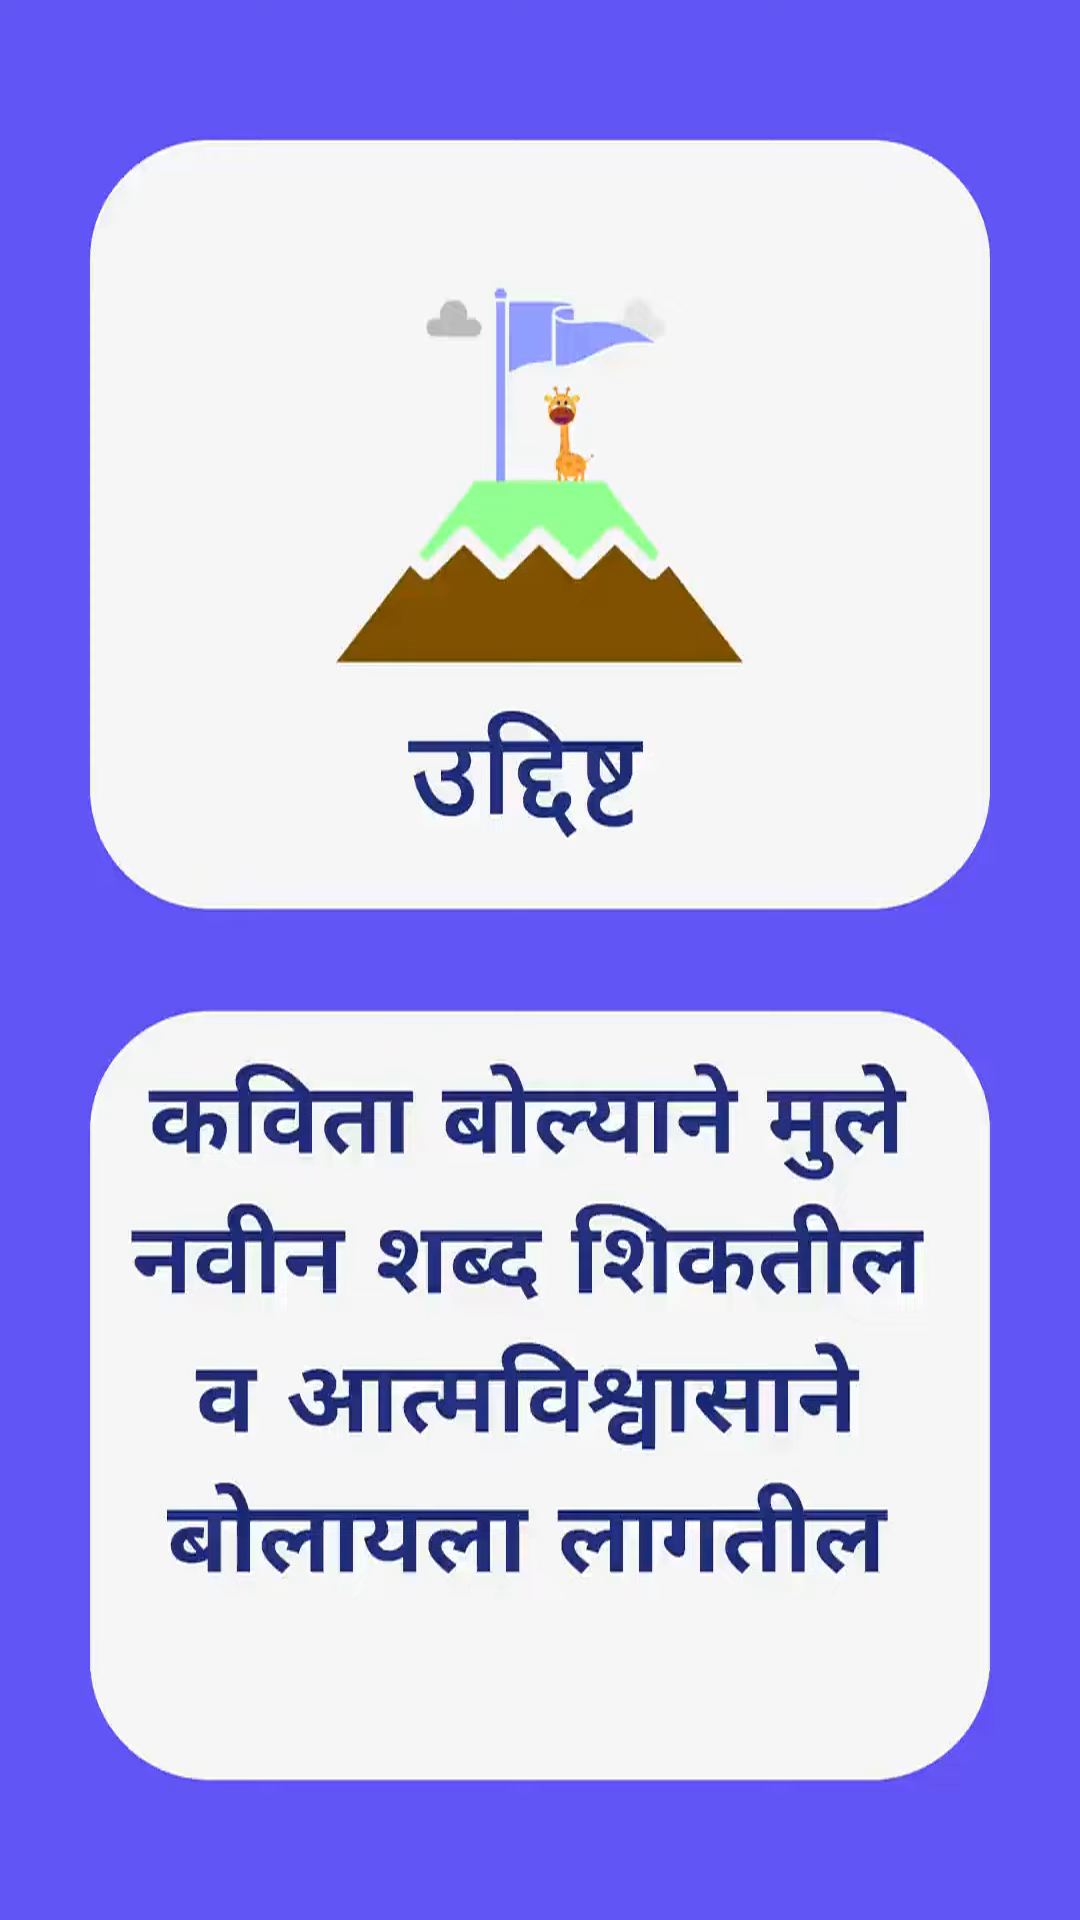 उद्दिष्ट
कविता बोल्याने मुले
नवीन शब्द शिकतील
व आत्मविश्वासाने
बोलायला लागतील